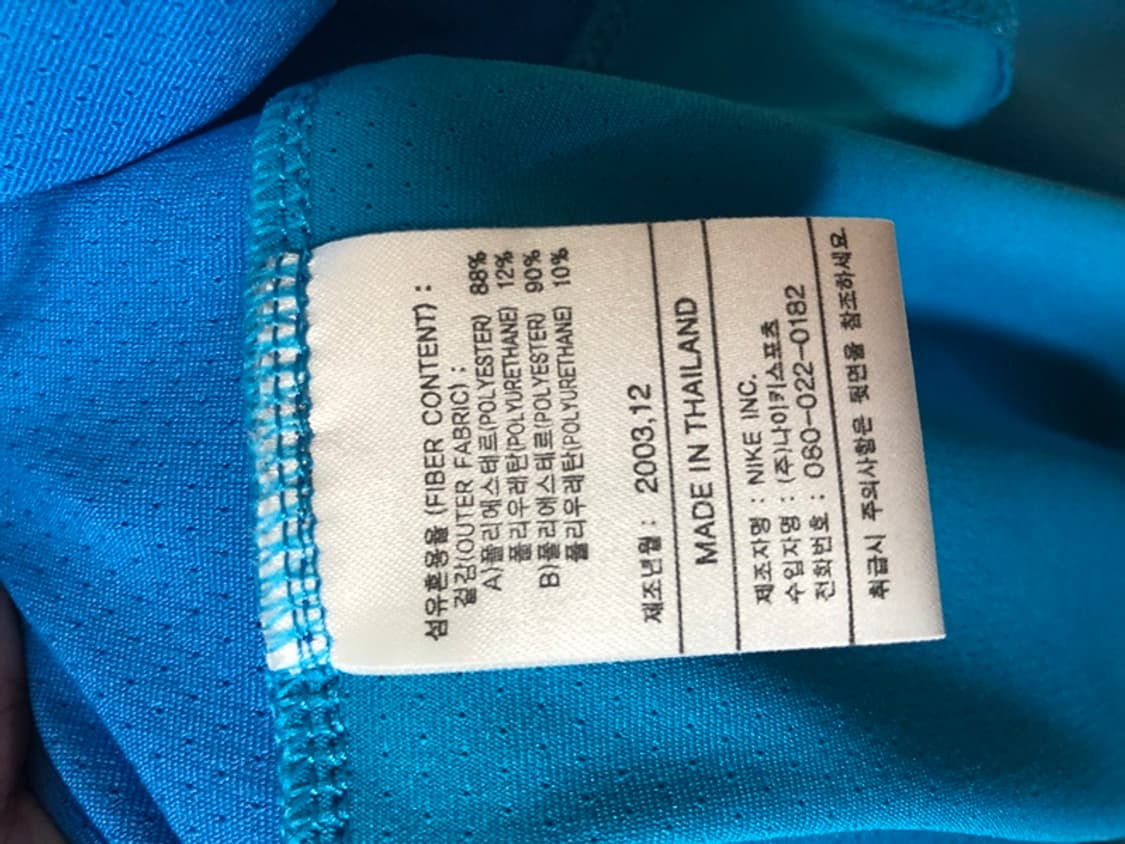 섬유혼용율 (FIBER CONTENT) :
겉감(OUTER FABRIC) :
A)폴리에스테르(POLYESTER) 88%
폴리우레탄(POLYURETHANE) 12%
B)폴리에스테르(POLYESTER) 90%
폴리우레탄(POLYURETHANE) 10%
제조년월 : 2003,12
MADE IN THAILAND
제조자명 : NIKE INC.
수입자명 : (주)나이키스포츠
전화번호 : 080-022-0182
취급시 주의사항은 뒷면을 참조하세요.